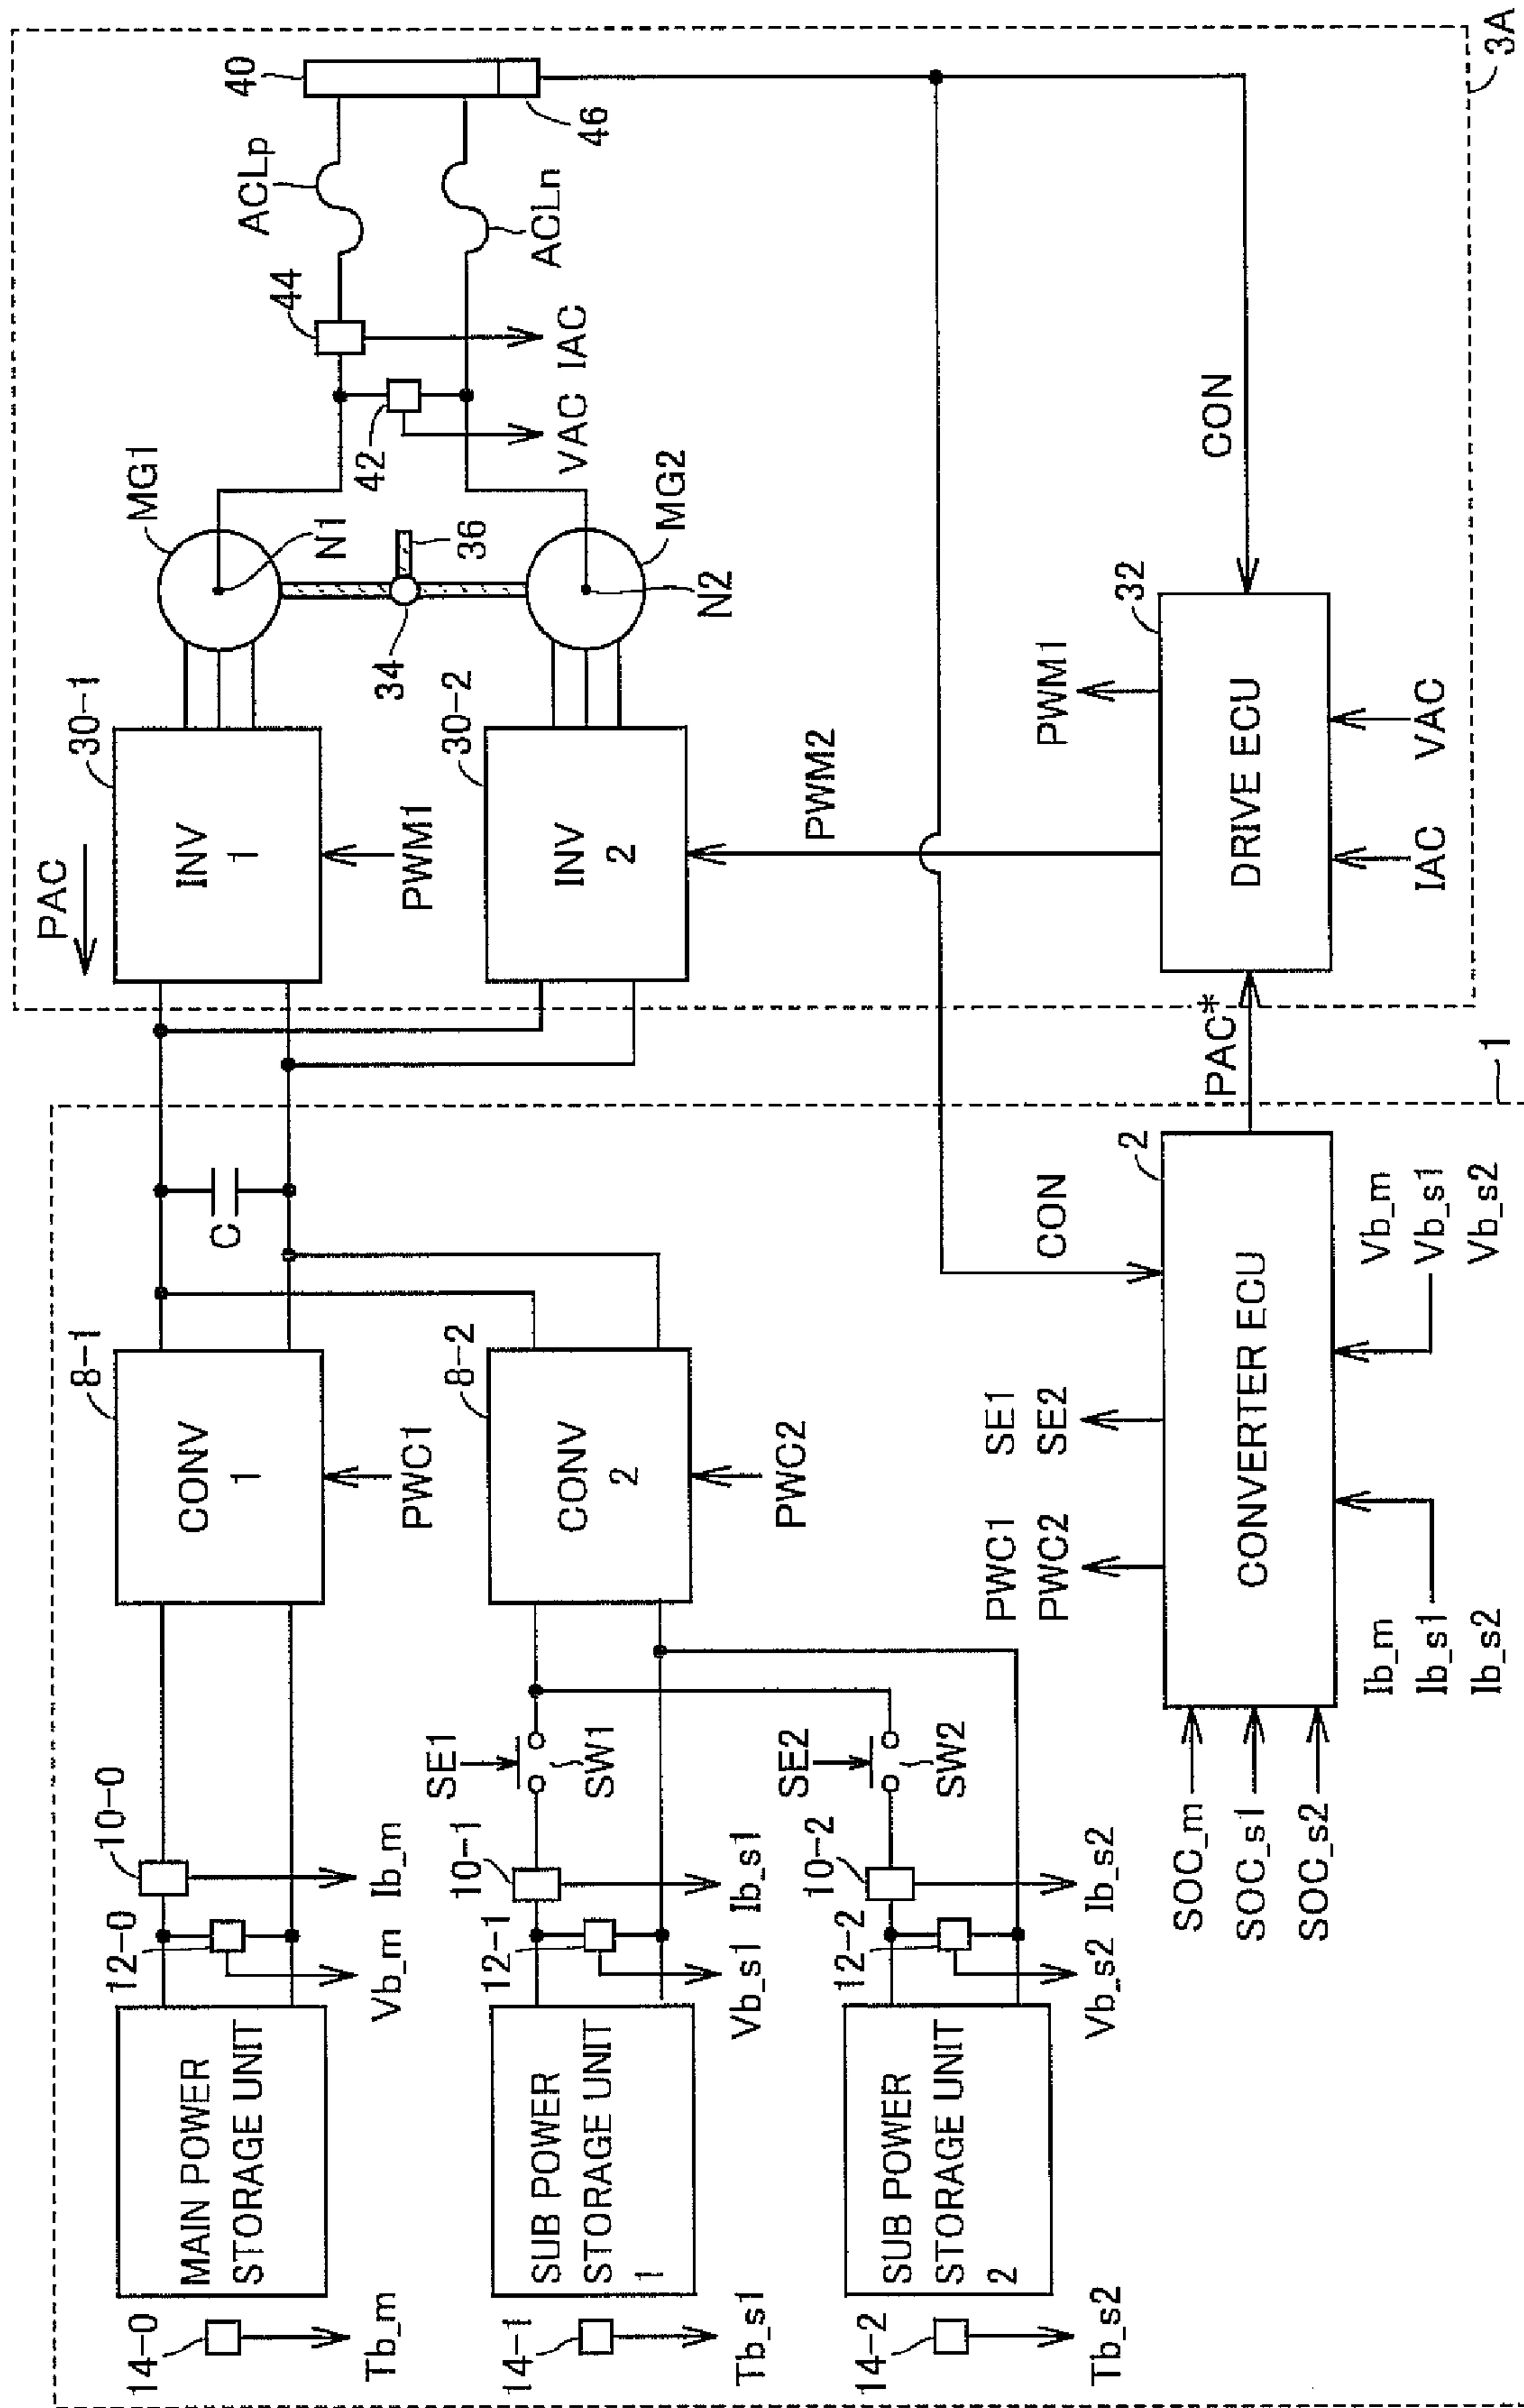 14-0
Tb_m
MAIN POWER
STORAGE UNIT
12-0
Vb_m
10-0
Ib_m
8-1
CONV
1
PWC1
C
PAC
30-1
INV
1
PWM1
MG1
N1
34
36
42
VAC
44
IAC
ACLp
ACLn
40
46
3A
14-1
Tb_s1
SUB POWER
STORAGE UNIT
1
12-1
Vb_s1
10-1
Ib_s1
SE1
SW1
8-2
CONV
2
PWC2
30-2
INV
2
PWM2
MG2
N2
14-2
Tb_s2
SUB POWER
STORAGE UNIT
2
12-2
Vb_s2
10-2
Ib_s2
SE2
SW2
SOC_m
SOC_s1
SOC_s2
PWC1
PWC2
SE1
SE2
CON
2
CONVERTER ECU
Ib_m
Ib_s1
Ib_s2
Vb_m
Vb_s1
Vb_s2
1
PAC*
PWM1
32
DRIVE ECU
CON
IAC
VAC